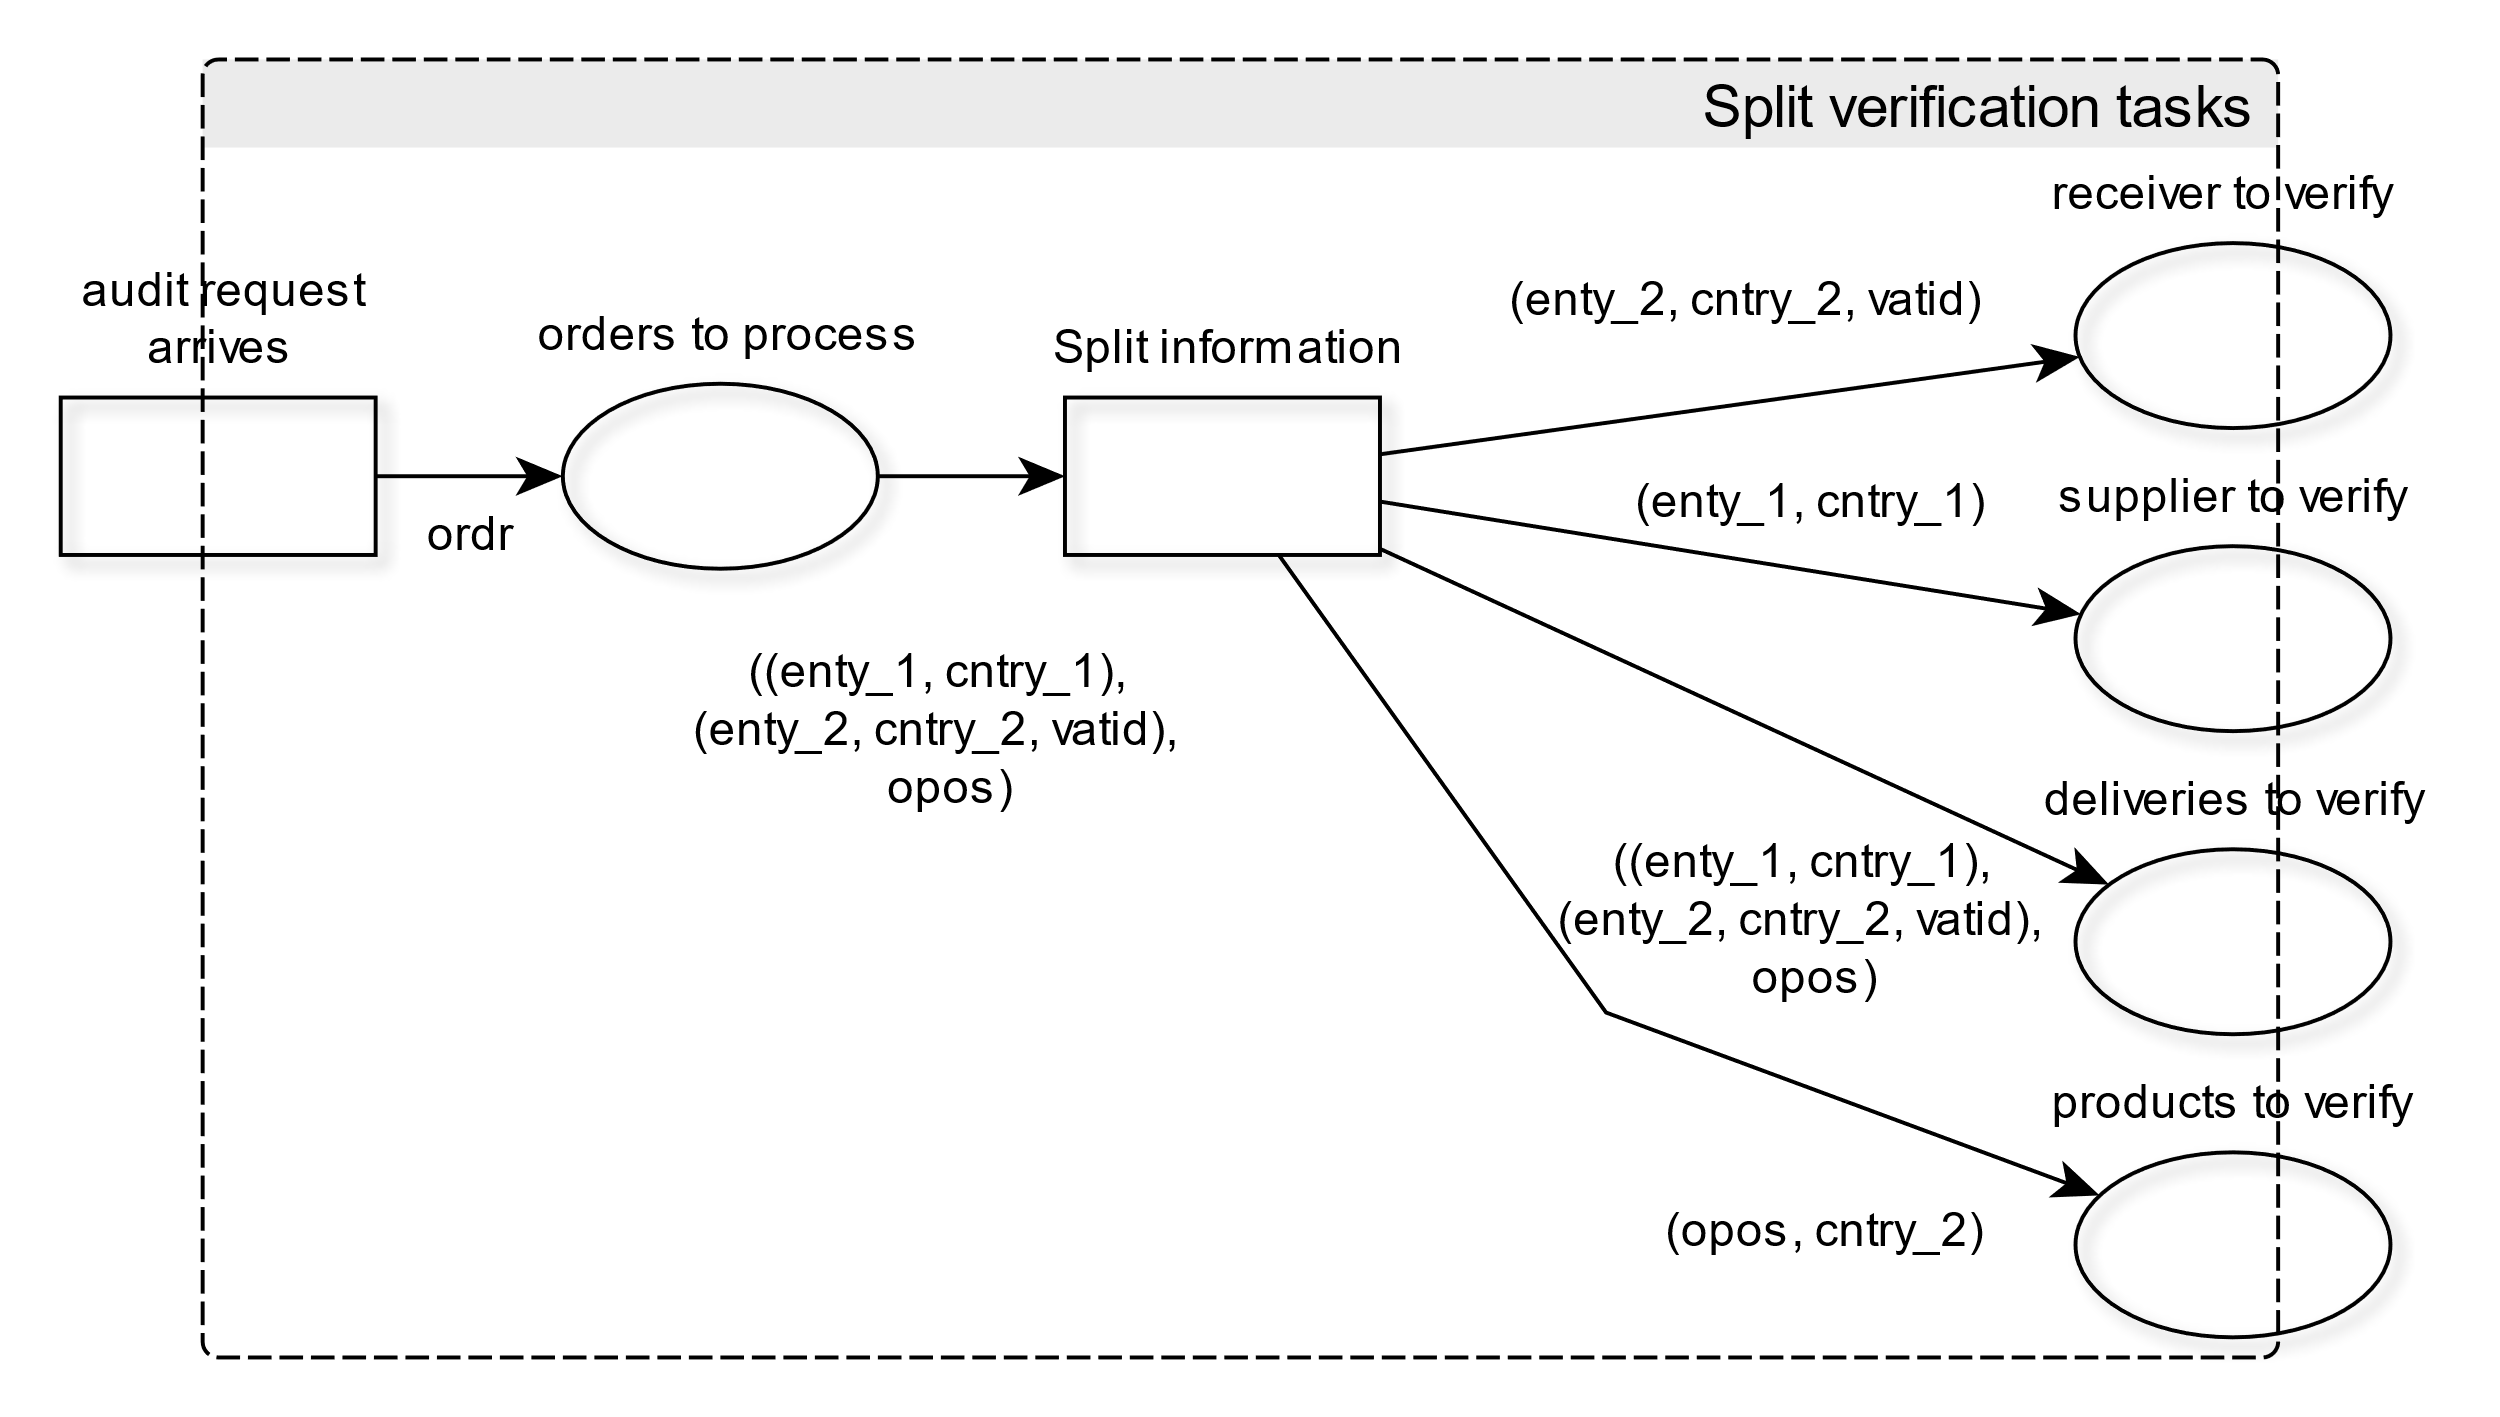 Split verification tasks
receiver to verify
audit request
arrives
orders to process
Split information
(enty_2, cntry_2, vatid)
ordr
(enty_1, cntry_1)
supplier to verify
((enty_1, cntry_1),
(enty_2, cntry_2, vatid),
opos)
deliveries to verify
((enty_1, cntry_1),
(enty_2, cntry_2, vatid),
opos)
products to verify
(opos, cntry_2)